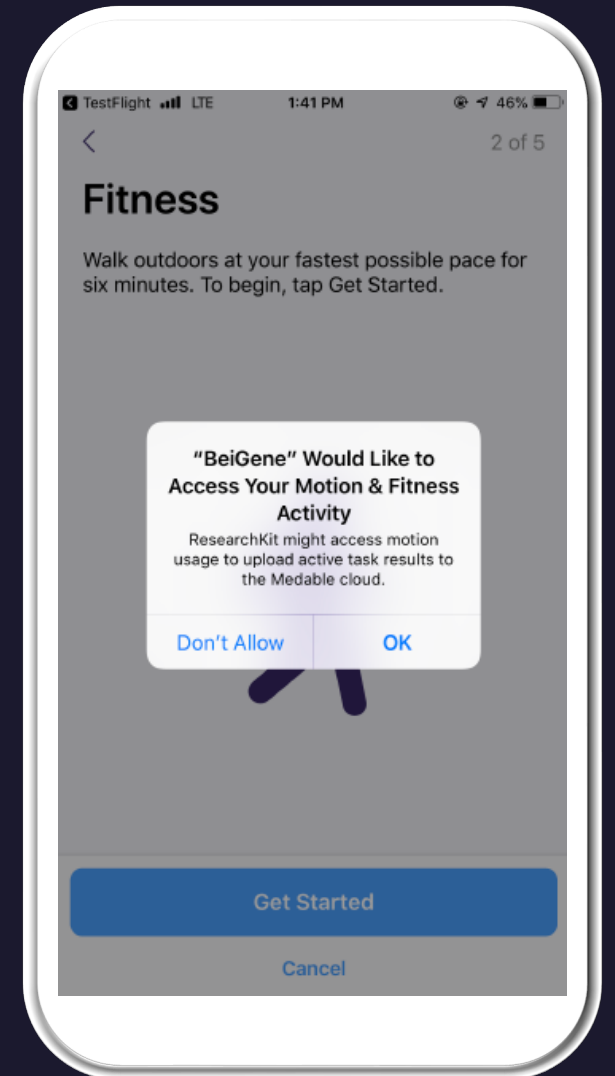 TestFlight LTE 1:41 PM 46%
2 of 5
Fitness
Walk outdoors at your fastest possible pace for
six minutes. To begin, tap Get Started.
“BeiGene” Would Like to
Access Your Motion & Fitness
Activity
ResearchKit might access motion
usage to upload active task results to
the Medable cloud.
Don’t Allow OK
Get Started
Cancel